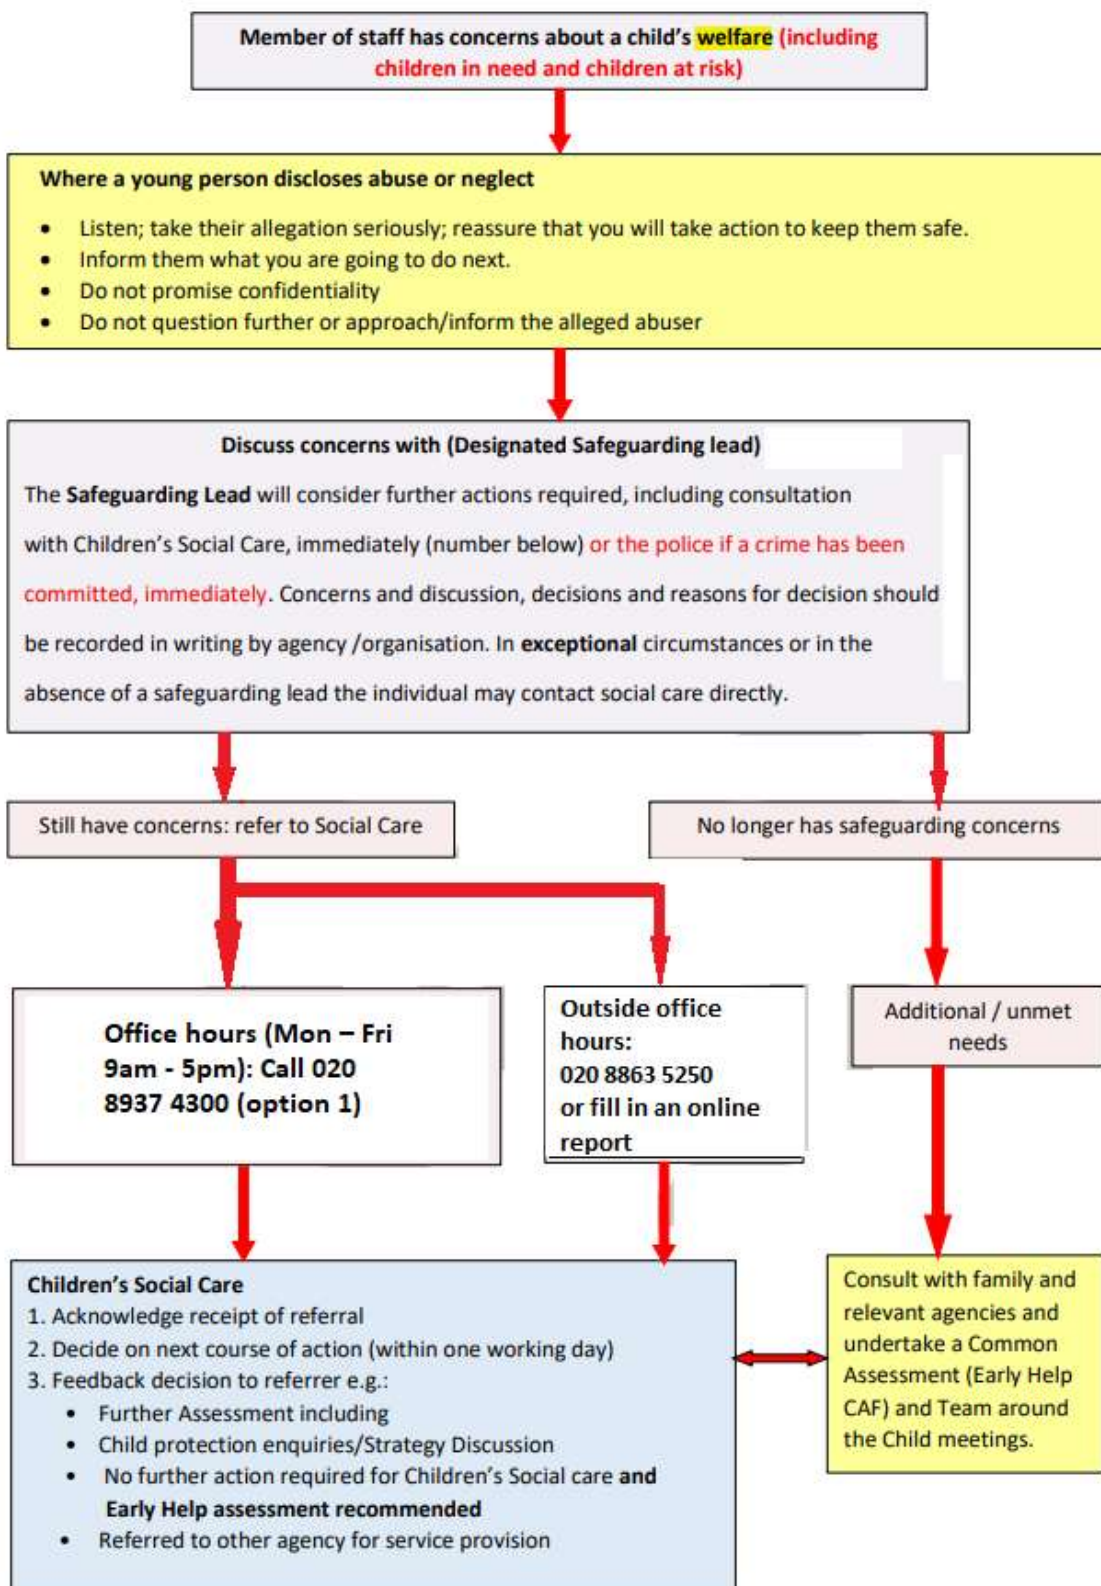 Member of staff has concerns about a child's welfare (including
children in need and children at risk)
Where a young person discloses abuse or neglect
• Listen; take their allegation seriously; reassure that you will take action to keep them safe.
• Inform them what you are going to do next.
• Do not promise confidentiality
• Do not question further or approach/inform the alleged abuser
Discuss concerns with (Designated Safeguarding lead)
The Safeguarding Lead will consider further actions required, including consultation
with Children's Social Care, immediately (number below) or the police if a crime has been
committed, immediately. Concerns and discussion, decisions and reasons for decision should
be recorded in writing by agency /organisation. In exceptional circumstances or in the
absence of a safeguarding lead the individual may contact social care directly.
Still have concerns: refer to Social Care
No longer has safeguarding concerns
Office hours (Mon – Fri
9am - 5pm): Call 020
8937 4300 (option 1)
Outside office
hours:
020 8863 5250
or fill in an online
report
Additional / unmet
needs
Children's Social Care
1. Acknowledge receipt of referral
2. Decide on next course of action (within one working day)
3. Feedback decision to referrer e.g.:
• Further Assessment including
• Child protection enquiries/Strategy Discussion
• No further action required for Children's Social care and
Early Help assessment recommended
• Referred to other agency for service provision
Consult with family and
relevant agencies and
undertake a Common
Assessment (Early Help
CAF) and Team around
the Child meetings.